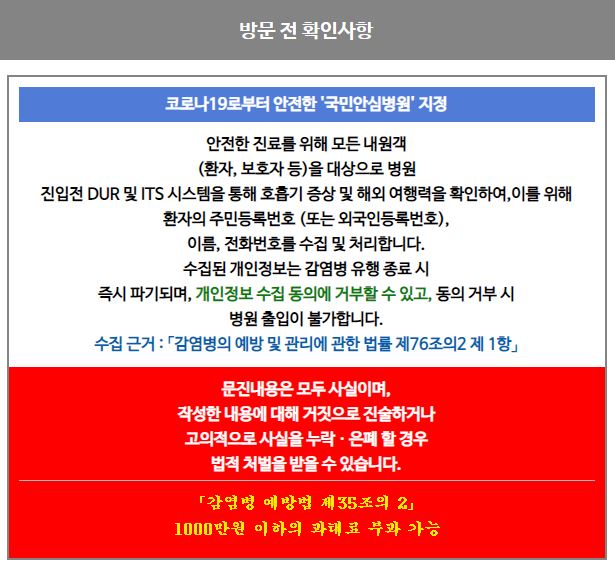 방문 전 확인사항
코로나19로부터 안전한 '국민안심병원' 지정
안전한 진료를 위해 모든 내원객
(환자, 보호자 등)을 대상으로 병원
진입전 DUR 및 ITS 시스템을 통해 호흡기 증상 및 해외 여행력을 확인하여,이를 위해
환자의 주민등록번호 (또는 외국인등록번호),
이름, 전화번호를 수집 및 처리합니다.
수집된 개인정보는 감염병 유행 종료 시
즉시 파기되며, 개인정보 수집 동의에 거부할 수 있고, 동의 거부 시
병원 출입이 불가합니다.
수집 근거 : 「감염병의 예방 및 관리에 관한 법률 제76조의2 제 1항」
문진내용은 모두 사실이며,
작성한 내용에 대해 거짓으로 진술하거나
고의적으로 사실을 누락 · 은폐 할 경우
법적 처벌을 받을 수 있습니다.
「감염병 예방법 제35조의 2」
1000만원 이하의 과태료 부과 가능